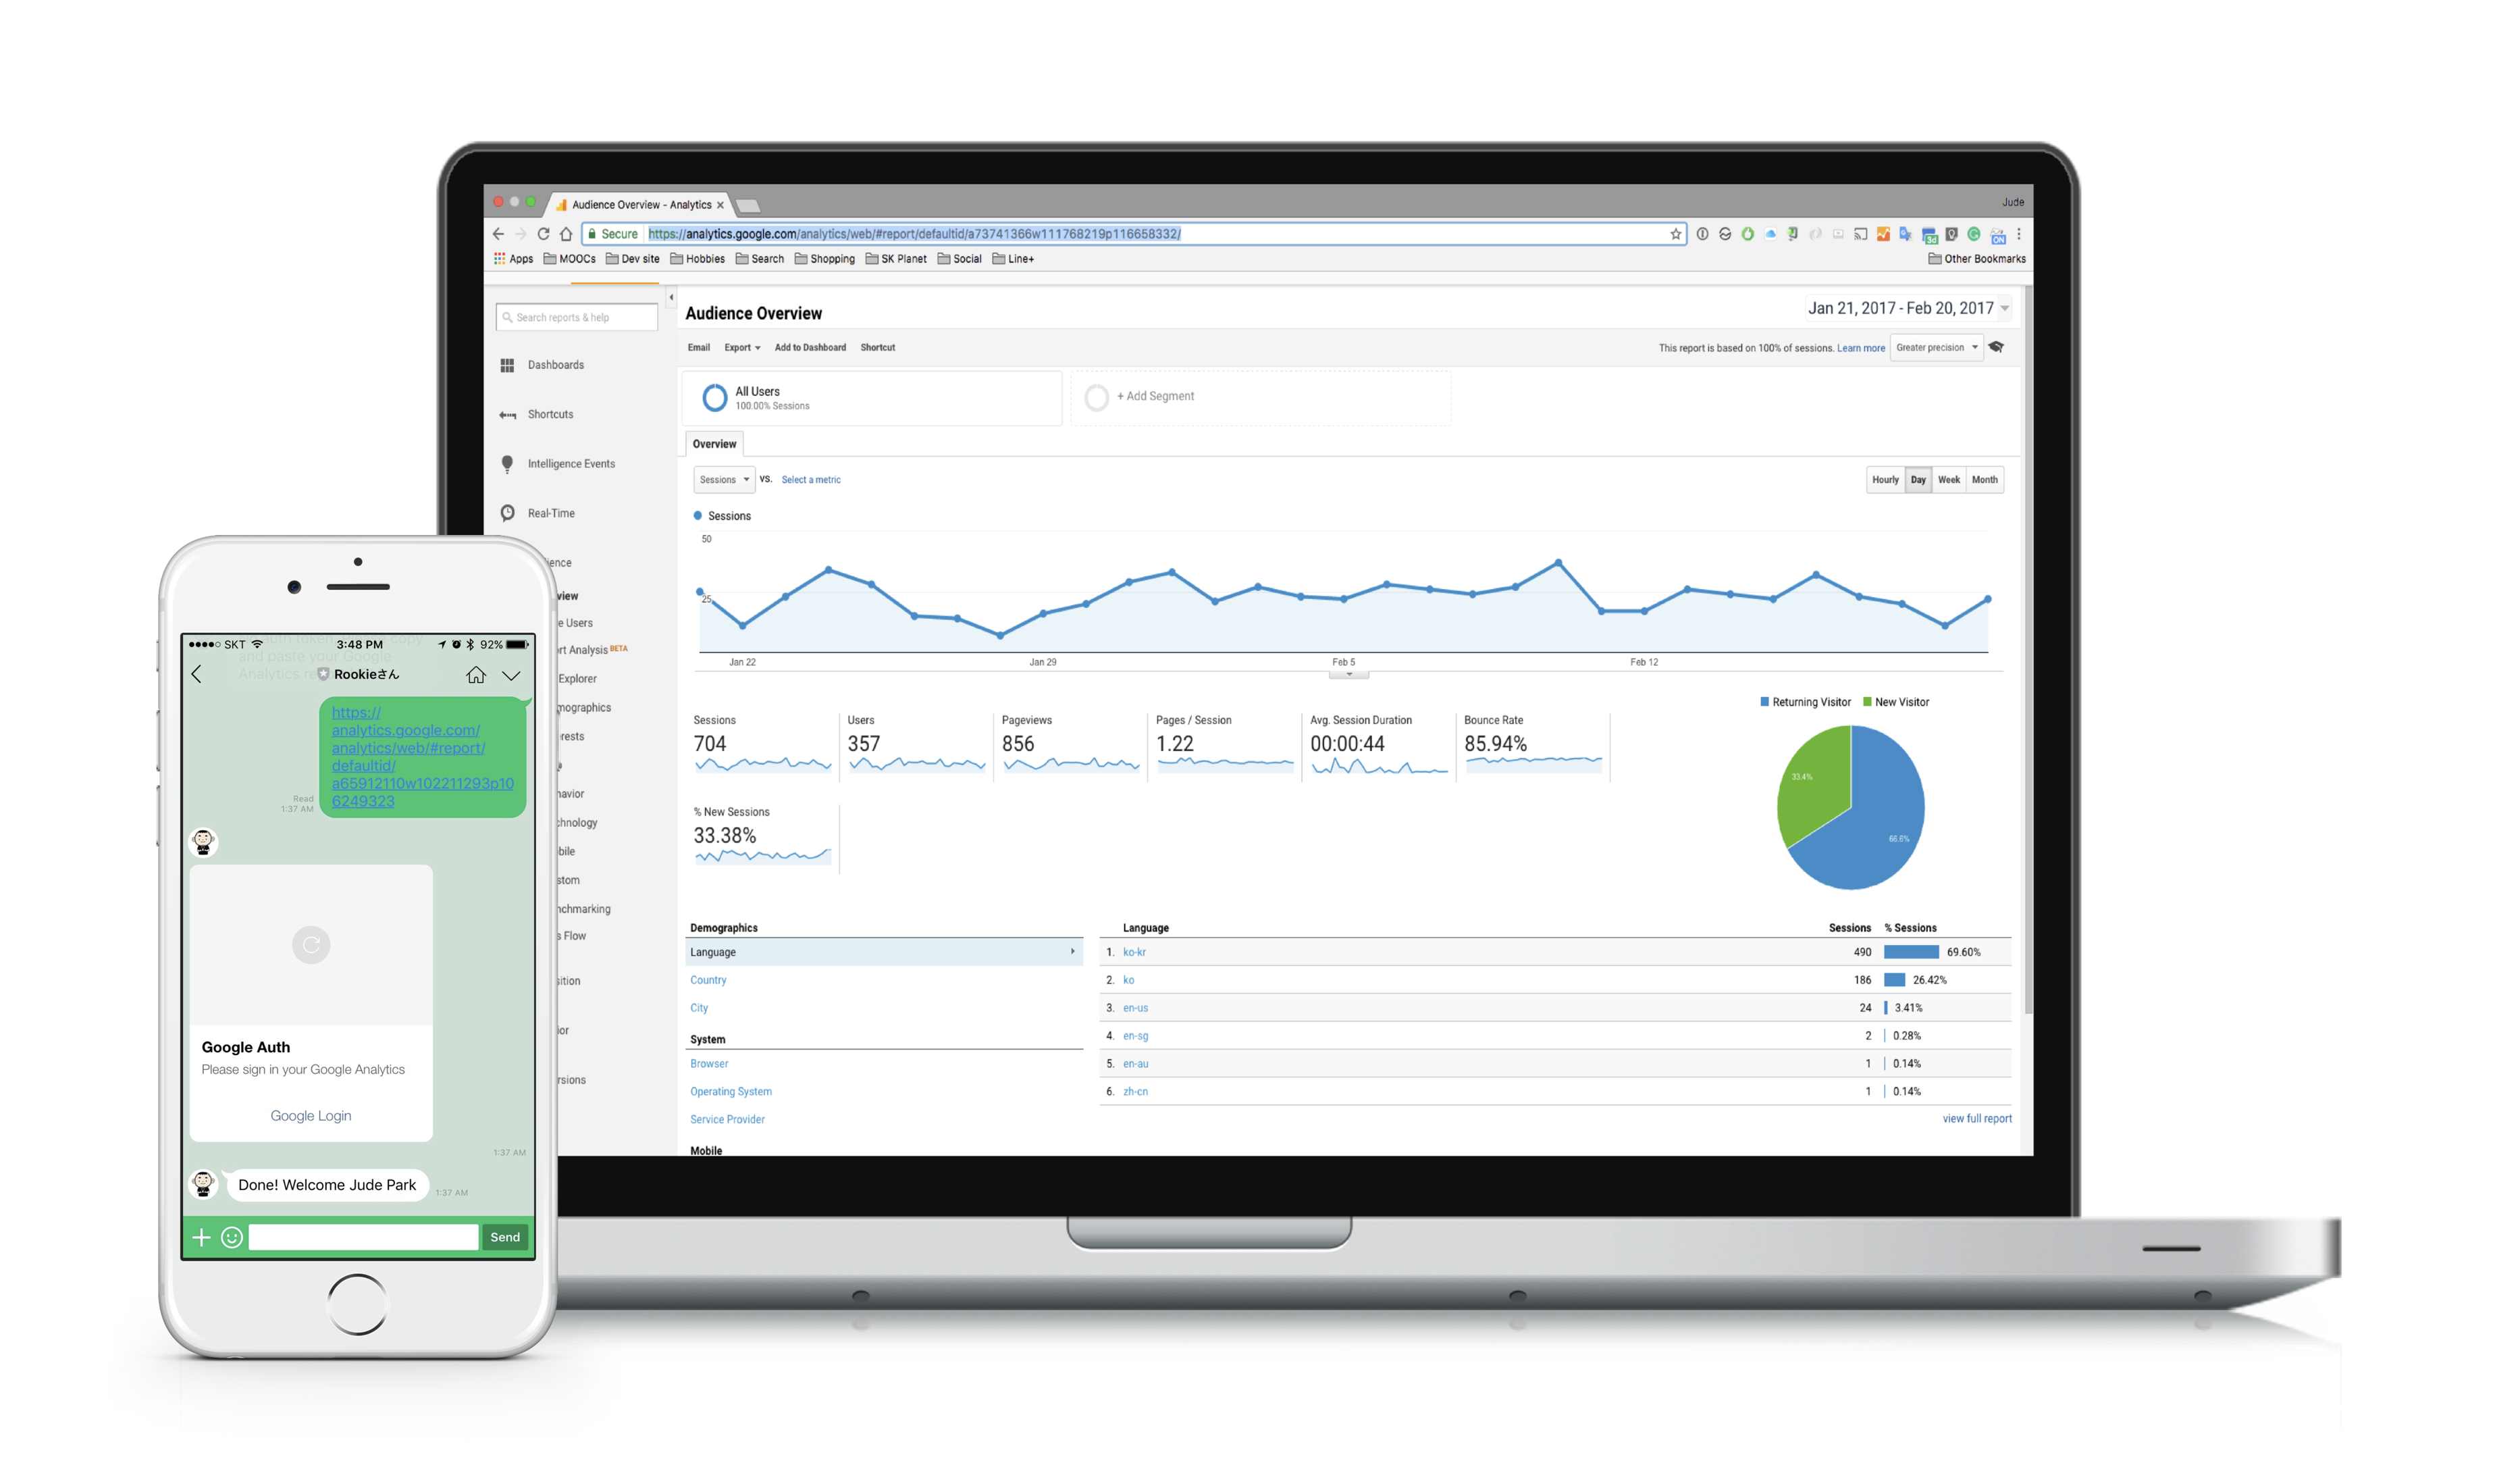 Audience Overview - Analytics
Jude
Secure https://analytics.google.com/analytics/web/#report/defaultid/a73741366w111768219p116658332/
Apps MOOCs Dev site Hobbies Search Shopping SK Planet Social Line+ Other Bookmarks
Search reports & help
Dashboards
Shortcuts
Intelligence Events
Real-Time
ience
view
e Users
rt Analysis BETA
Explorer
mographics
rests
havior
chnology
bile
stom
nchmarking
s Flow
sition
ior
rsions
Audience Overview
Jan 21, 2017 - Feb 20, 2017
Email Export Add to Dashboard Shortcut
This report is based on 100% of sessions. Learn more Greater precision
All Users
100.00% Sessions
+ Add Segment
Overview
Sessions VS. Select a metric
Hourly Day Week Month
Sessions
50
25
Jan 22 Jan 29 Feb 5 Feb 12
Sessions
704
Users
357
Pageviews
856
Pages / Session
1.22
Avg. Session Duration
00:00:44
Bounce Rate
85.94%
% New Sessions
33.38%
Returning Visitor New Visitor
33.4%
66.6%
Demographics
Language
Country
City
System
Browser
Operating System
Service Provider
Mobile
Language Sessions % Sessions
1. ko-kr 490 69.60%
2. ko 186 26.42%
3. en-us 24 3.41%
4. en-sg 2 0.28%
5. en-au 1 0.14%
6. zh-cn 1 0.14%
view full report
SKT 3:48 PM 92%
and paste your Google
Analytics re
Rookieさん
https://
analytics.google.com/
analytics/web/#report/
defaultid/
a65912110w102211293p10
6249323
Read
1:37 AM
Google Auth
Please sign in your Google Analytics
Google Login
1:37 AM
Done! Welcome Jude Park
1:37 AM
Send